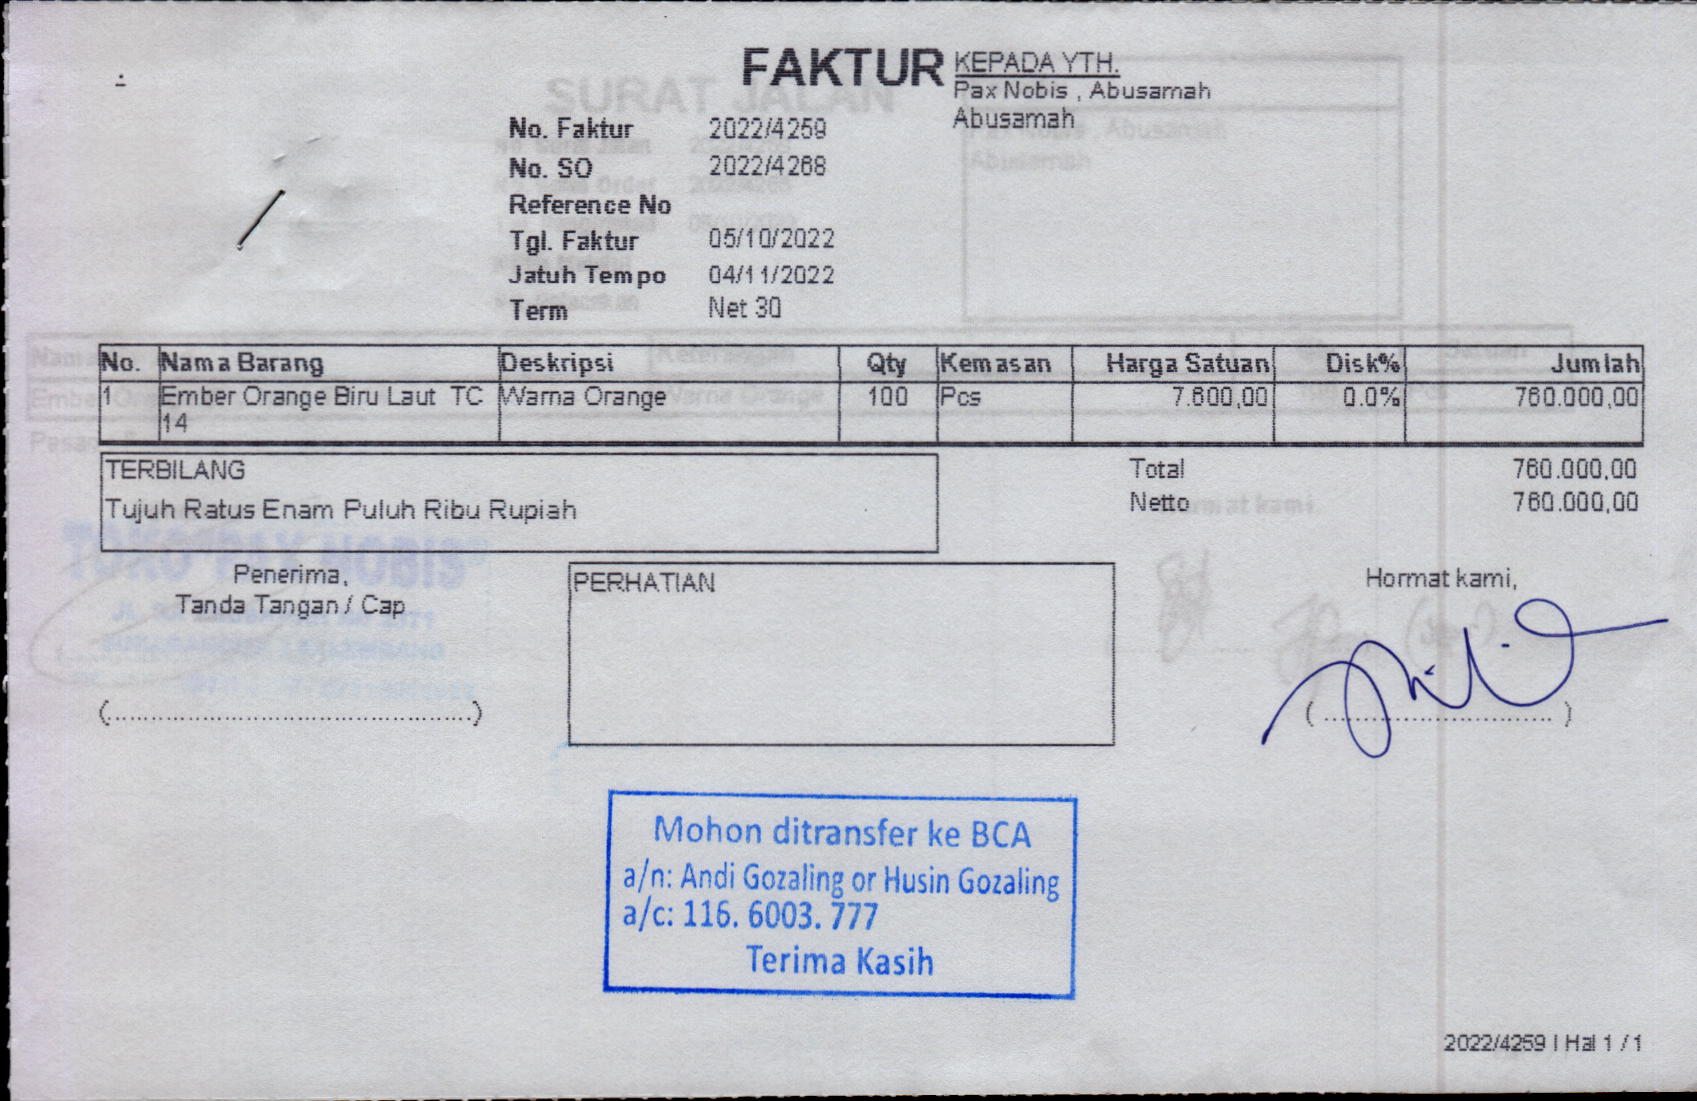 FAKTUR
SURAT JALAN
KEPADA YTH.
Pax Nobis , Abusamah
Abusamah
No. Faktur 2022/4259
No. SO 2022/4268
Reference No
Tgl. Faktur 05/10/2022
Jatuh Tempo 04/11/2022
Term Net 30
No. Nama Barang Deskripsi Qty Kemasan Harga Satuan Disk% Jumlah
1 Ember Orange Biru Laut TC Warna Orange 100 Pcs 7.600,00 0.0% 760.000,00
14
TERBILANG
Tujuh Ratus Enam Puluh Ribu Rupiah
Total 760.000,00
Netto 760.000,00
TOKO PAX NOBIS
Penerima,
Tanda Tangan / Cap
(................................................)
PERHATIAN
Hormat kami,
( .............................. )
Mohon ditransfer ke BCA
a/n: Andi Gozaling or Husin Gozaling
a/c: 116. 6003. 777
Terima Kasih
2022/4259 | Hal 1 / 1